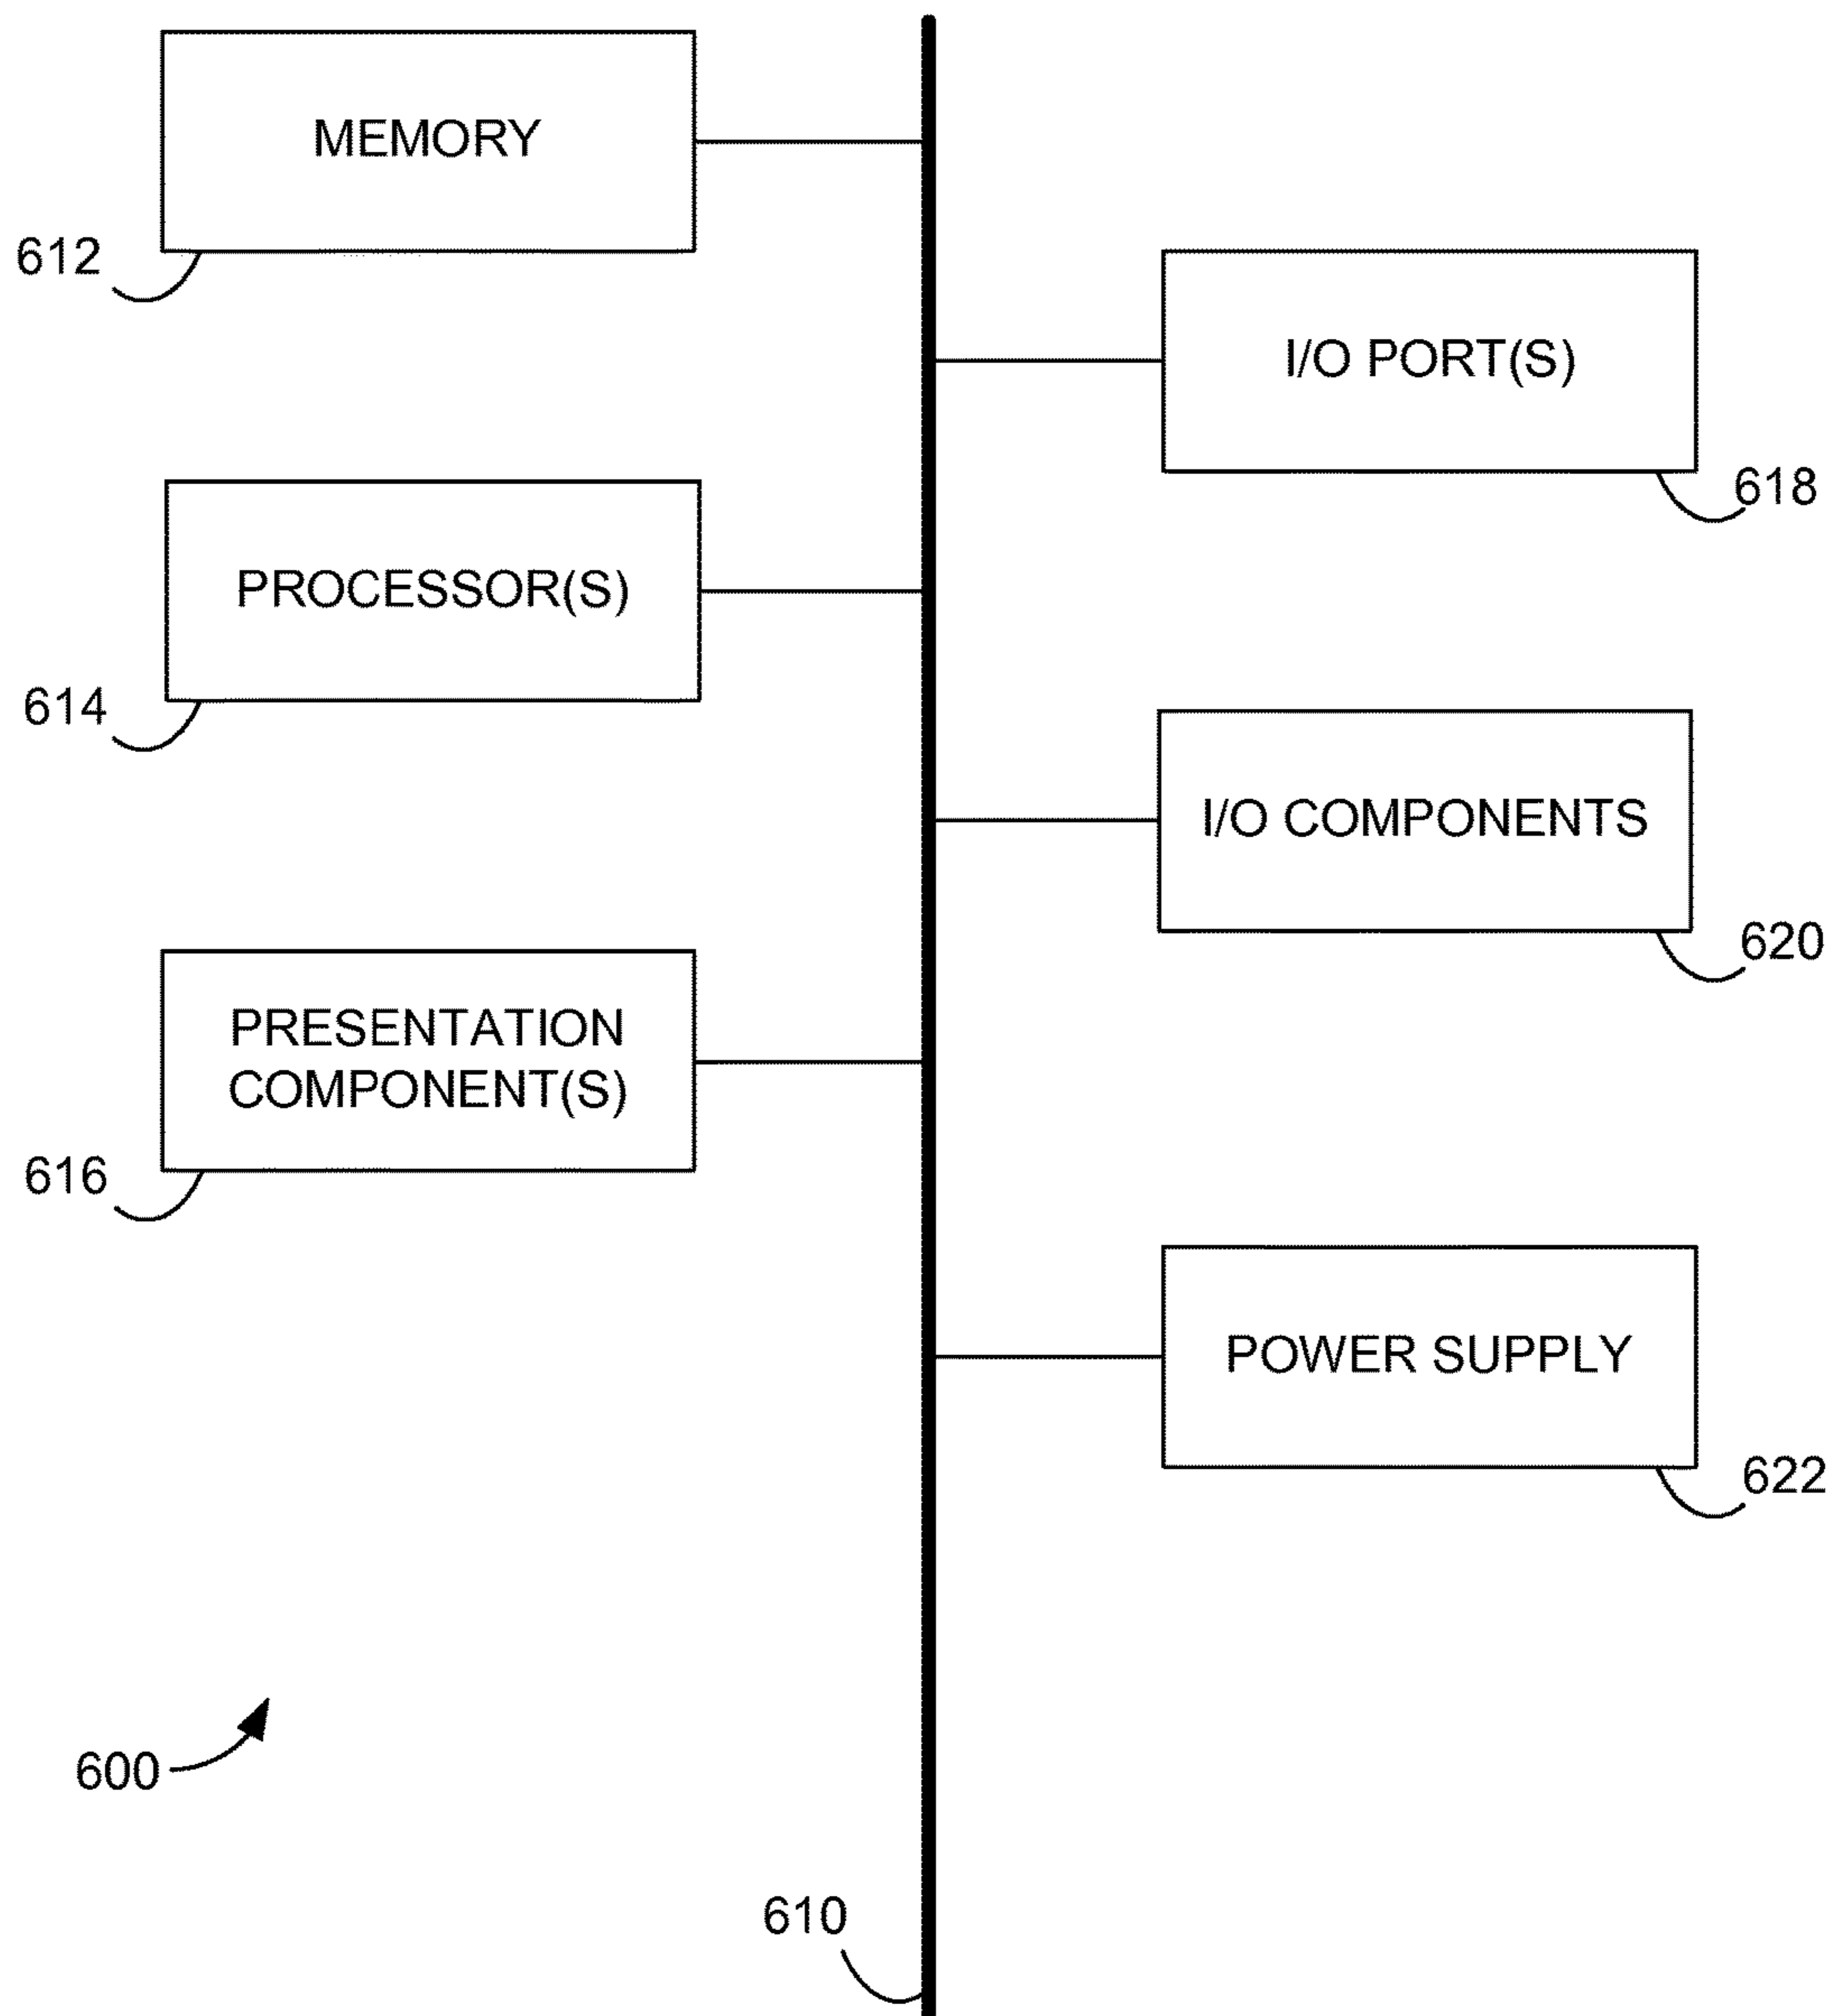 MEMORY
612
I/O PORT(S)
618
PROCESSOR(S)
614
I/O COMPONENTS
620
PRESENTATION
COMPONENT(S)
616
POWER SUPPLY
622
600
610